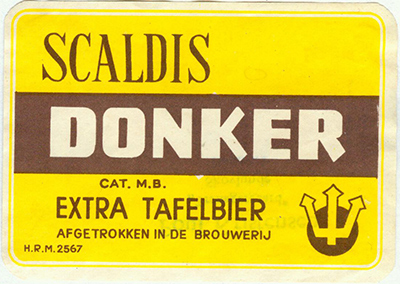 SCALDIS
DONKER
CAT. M.B.
EXTRA TAFELBIER
AFGETROKKEN IN DE BROUWERIJ
H.R.M. 2567